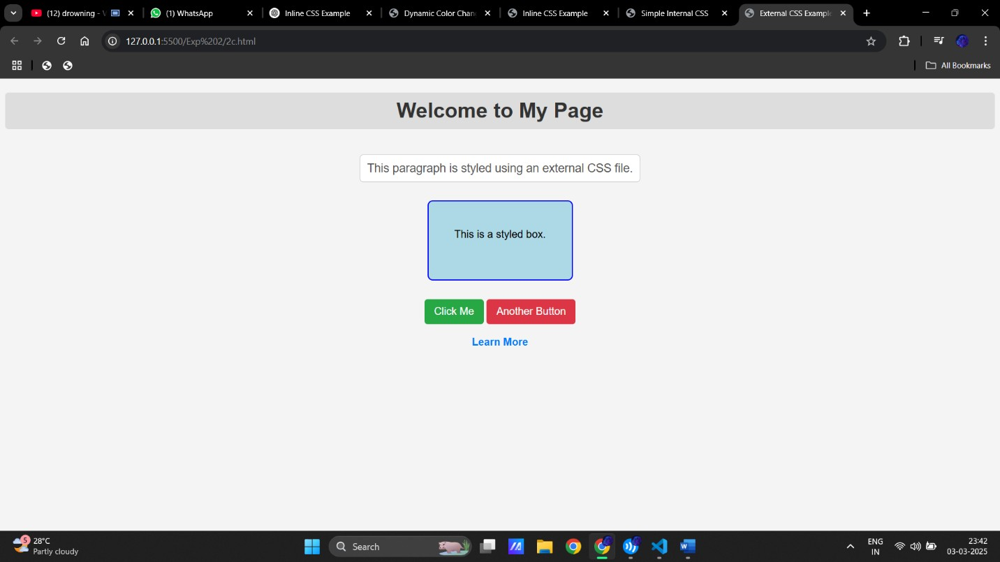 (12) drowning - V
(1) WhatsApp
Inline CSS Example
Dynamic Color Chan
Inline CSS Example
Simple Internal CSS
External CSS Example
127.0.0.1:5500/Exp%202/2c.html
All Bookmarks
Welcome to My Page
This paragraph is styled using an external CSS file.
This is a styled box.
Click Me Another Button
Learn More
5
28°C
Partly cloudy
Search
ENG
IN
23:42
03-03-2025